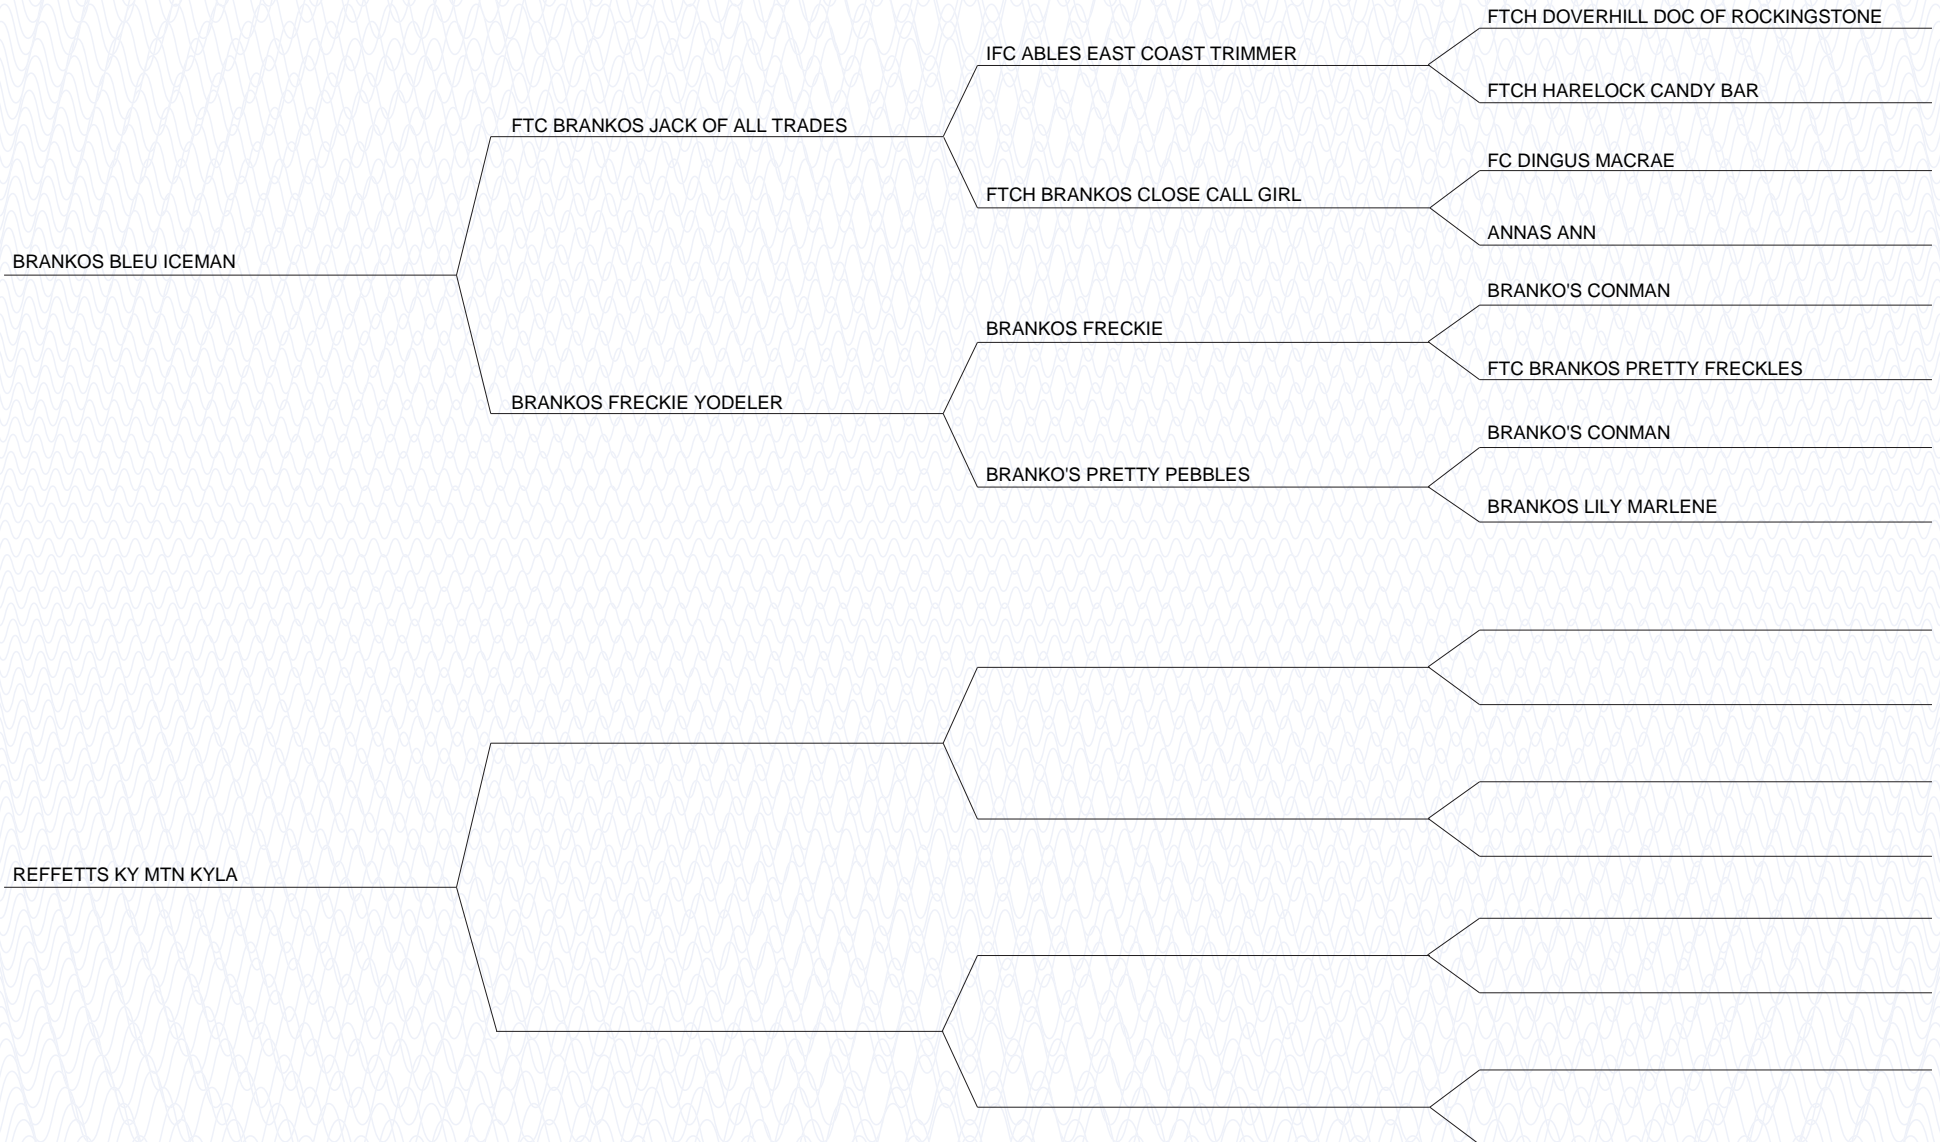 FTCH DOVERHILL DOC OF ROCKINGSTONE
IFC ABLES EAST COAST TRIMMER
FTCH HARELOCK CANDY BAR
FTC BRANKOS JACK OF ALL TRADES
FC DINGUS MACRAE
FTCH BRANKOS CLOSE CALL GIRL
ANNAS ANN
BRANKOS BLEU ICEMAN
BRANKO'S CONMAN
BRANKOS FRECKIE
FTC BRANKOS PRETTY FRECKLES
BRANKOS FRECKIE YODELER
BRANKO'S CONMAN
BRANKO'S PRETTY PEBBLES
BRANKOS LILY MARLENE
REFFETTS KY MTN KYLA